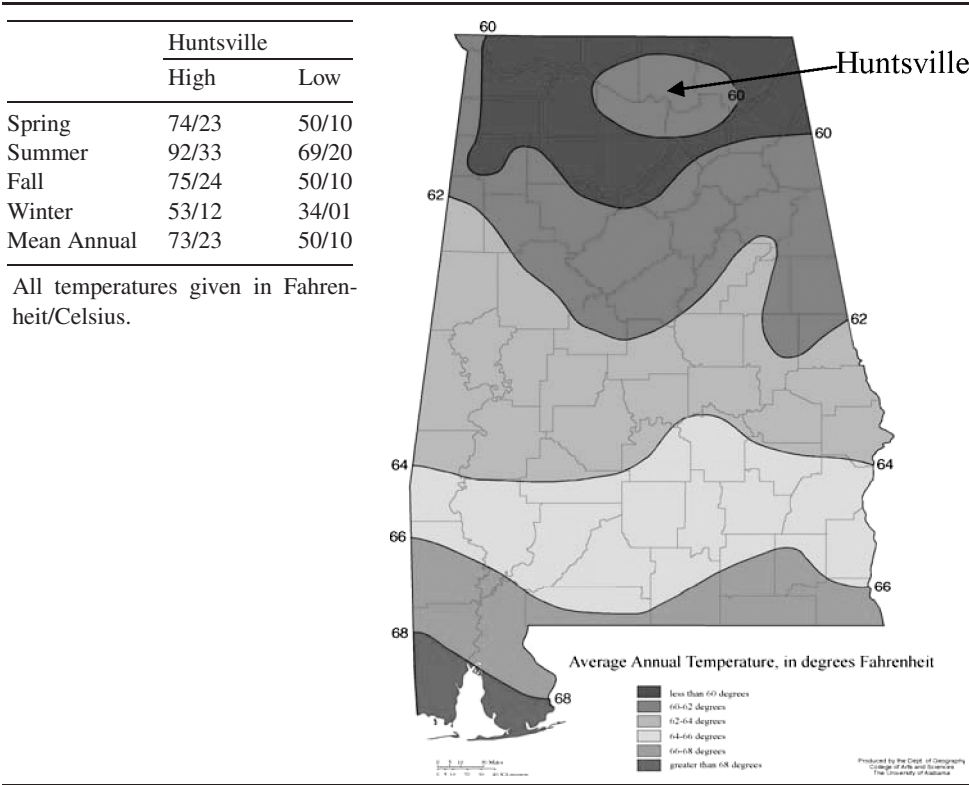 Huntsville
High Low
Spring 74/23 50/10
Summer 92/33 69/20
Fall 75/24 50/10
Winter 53/12 34/01
Mean Annual 73/23 50/10
All temperatures given in Fahren-
heit/Celsius.
60
Huntsville
60
60
62
62
64
64
66
66
68
68
Average Annual Temperature, in degrees Fahrenheit
less than 60 degrees
60-62 degrees
62-64 degrees
64-66 degrees
66-68 degrees
greater than 68 degrees
Produced by the Dept. of Geography
College of Arts and Sciences
The University of Alabama